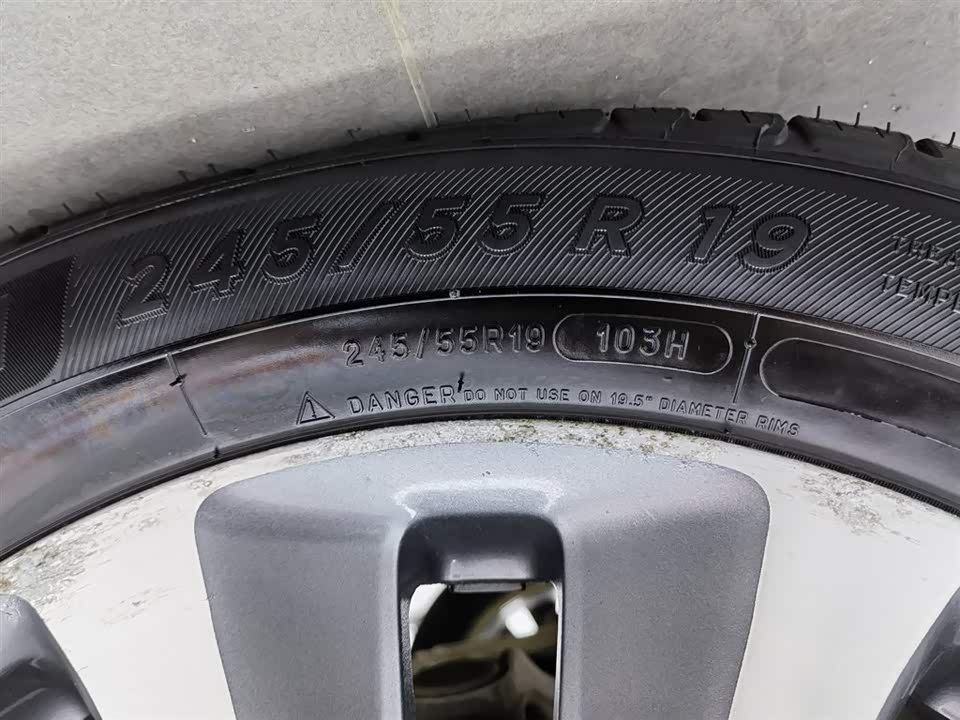 245/55 R 19
245/55R19 103H
DANGER DO NOT USE ON 19.5" DIAMETER RIMS